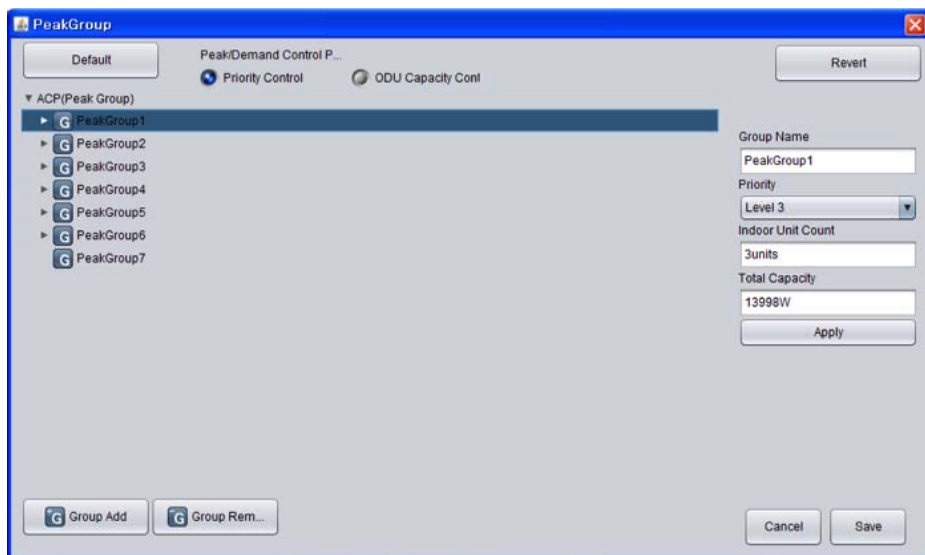 PeakGroup
Default
Peak/Demand Control P...
Priority Control
ODU Capacity Conf
Revert
ACP(Peak Group)
G PeakGroup1
G PeakGroup2
G PeakGroup3
G PeakGroup4
G PeakGroup5
G PeakGroup6
G PeakGroup7
Group Name
PeakGroup1
Priority
Level 3
Indoor Unit Count
3units
Total Capacity
13998W
Apply
G Group Add
G Group Rem...
Cancel
Save